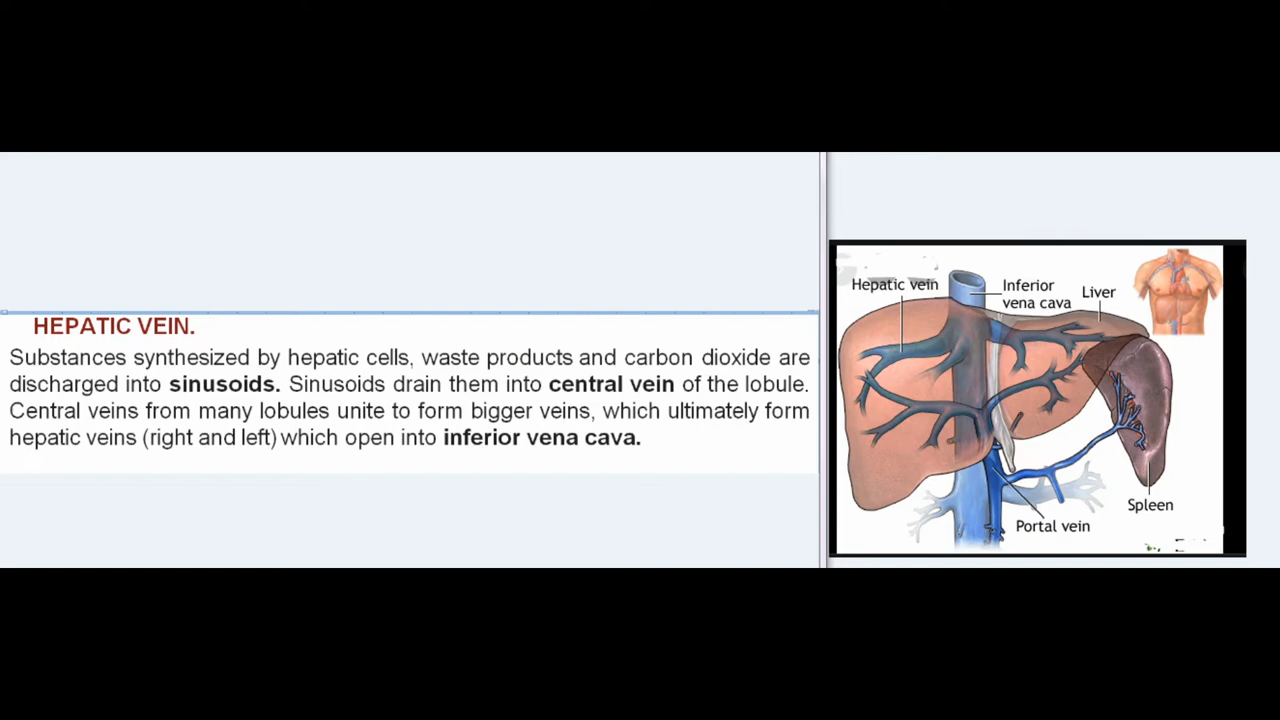 HEPATIC VEIN.
Substances synthesized by hepatic cells, waste products and carbon dioxide are
discharged into sinusoids. Sinusoids drain them into central vein of the lobule.
Central veins from many lobules unite to form bigger veins, which ultimately form
hepatic veins (right and left) which open into inferior vena cava.
Hepatic vein
Inferior
vena cava
Liver
Spleen
Portal vein